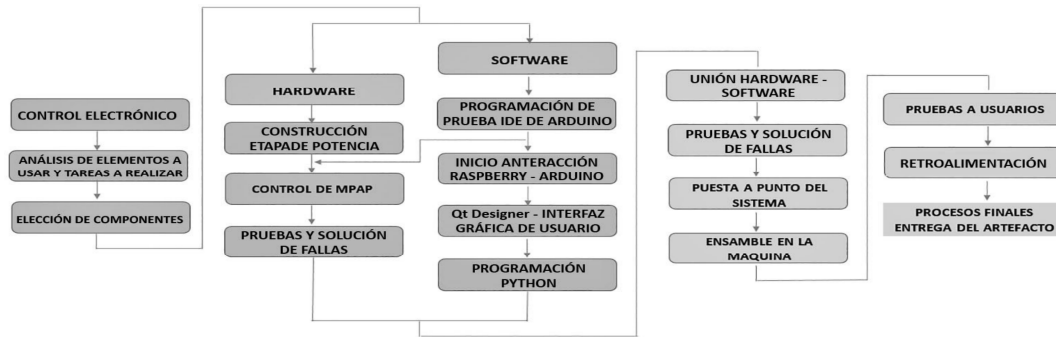 CONTROL ELECTRÓNICO
ANÁLISIS DE ELEMENTOS A
USAR Y TAREAS A REALIZAR
ELECCIÓN DE COMPONENTES
HARDWARE
CONSTRUCCIÓN
ETAPADE POTENCIA
CONTROL DE MPAP
PRUEBAS Y SOLUCIÓN
DE FALLAS
SOFTWARE
PROGRAMACIÓN DE
PRUEBA IDE DE ARDUINO
INICIO ANTERACCIÓN
RASPBERRY - ARDUINO
Qt Designer - INTERFAZ
GRÁFICA DE USUARIO
PROGRAMACIÓN
PYTHON
UNIÓN HARDWARE -
SOFTWARE
PRUEBAS Y SOLUCIÓN
DE FALLAS
PUESTA A PUNTO DEL
SISTEMA
ENSAMBLE EN LA
MAQUINA
PRUEBAS A USUARIOS
RETROALIMENTACIÓN
PROCESOS FINALES
ENTREGA DEL ARTEFACTO